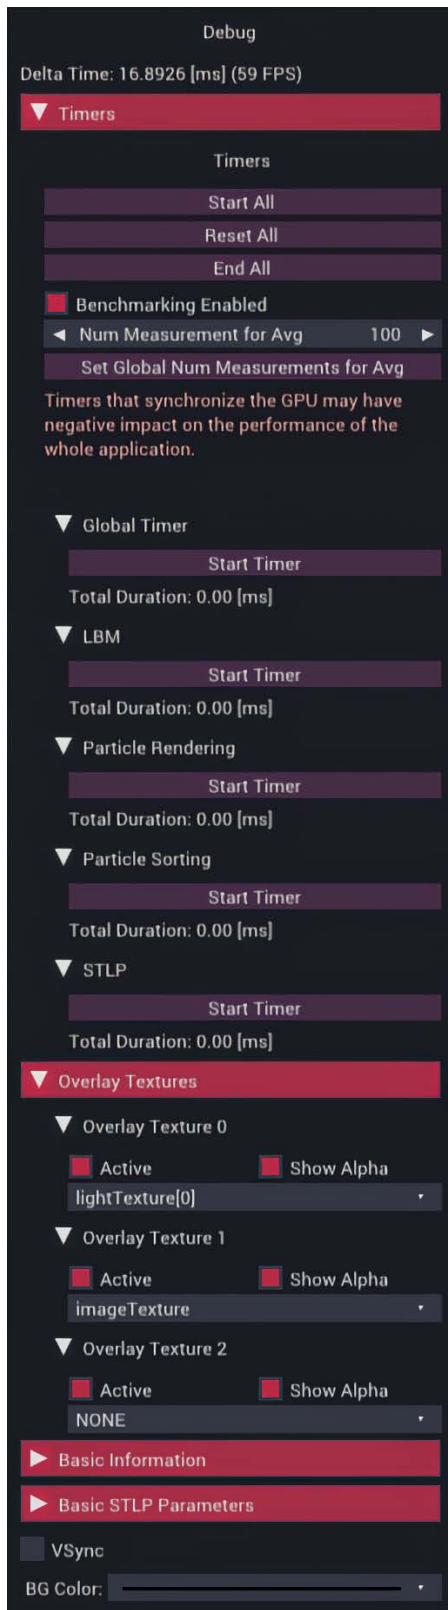 Debug
Delta Time: 16.8926 [ms] (59 FPS)
Timers
Timers
Start All
Reset All
End All
Benchmarking Enabled
Num Measurement for Avg 100
Set Global Num Measurements for Avg
Timers that synchronize the GPU may have
negative impact on the performance of the
whole application.
Global Timer
Start Timer
Total Duration: 0.00 [ms]
LBM
Start Timer
Total Duration: 0.00 [ms]
Particle Rendering
Start Timer
Total Duration: 0.00 [ms]
Particle Sorting
Start Timer
Total Duration: 0.00 [ms]
STLP
Start Timer
Total Duration: 0.00 [ms]
Overlay Textures
Overlay Texture 0
Active Show Alpha
lightTexture[0]
Overlay Texture 1
Active Show Alpha
imageTexture
Overlay Texture 2
Active Show Alpha
NONE
Basic Information
Basic STLP Parameters
VSync
BG Color: